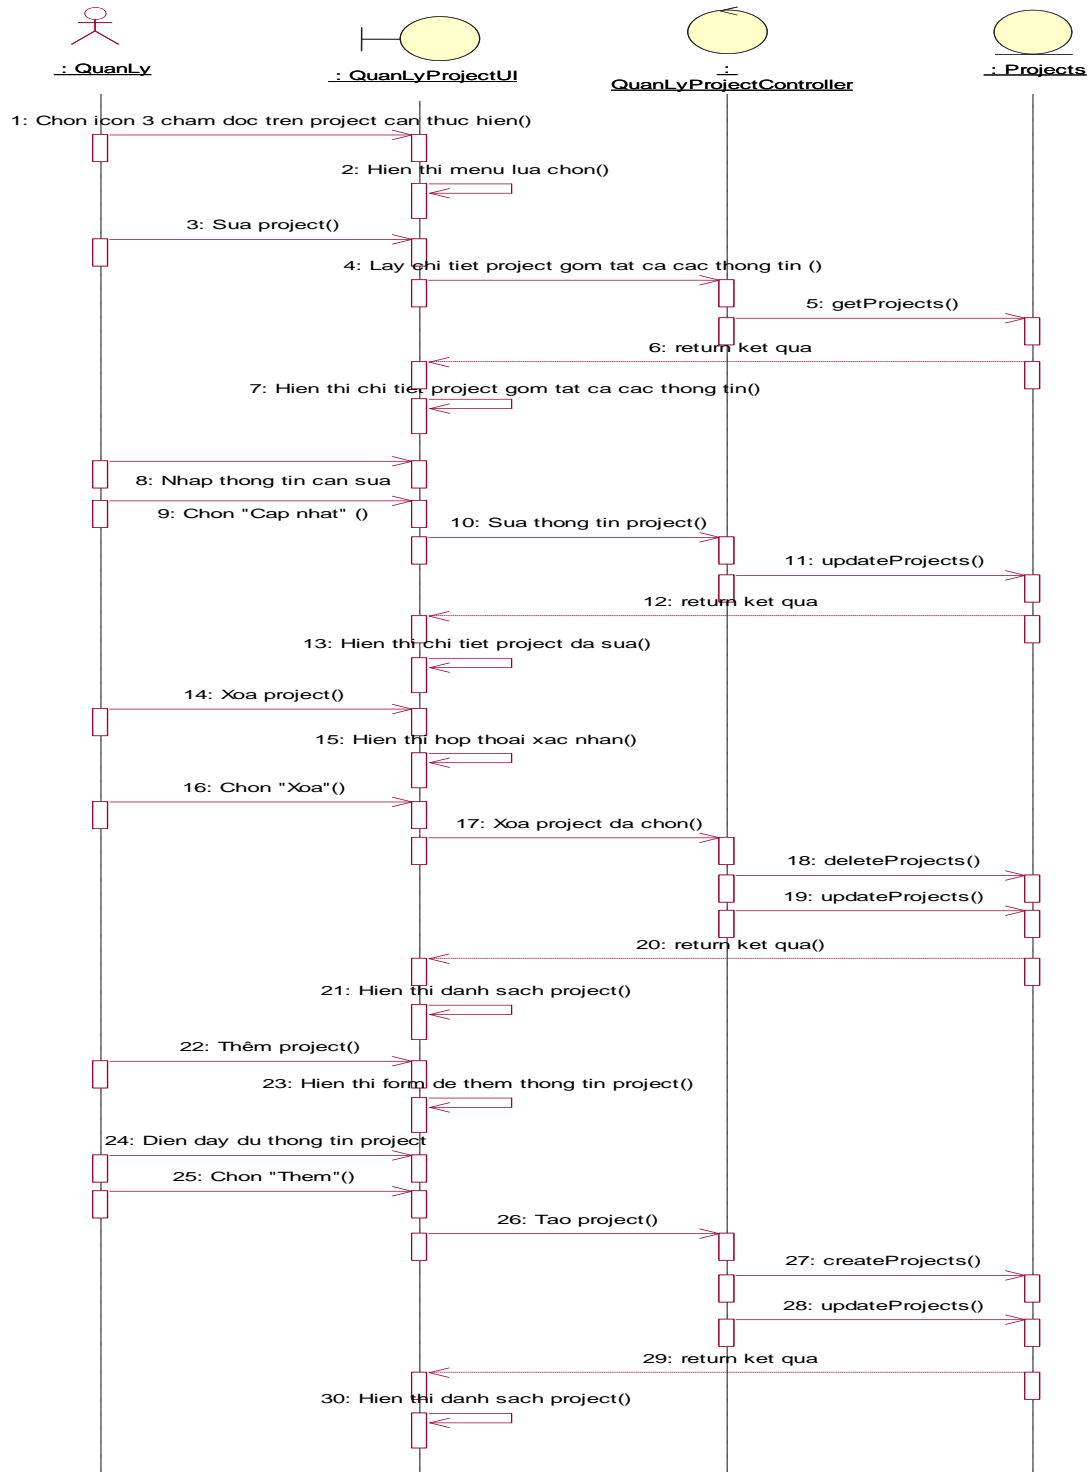 : QuanLy
: QuanLyProjectUI
:
QuanLyProjectController
: Projects
1: Chon icon 3 cham doc tren project can thuc hien()
2: Hien thi menu lua chon()
3: Sua project()
4: Lay chi tiet project gom tat ca cac thong tin ()
5: getProjects()
6: return ket qua
7: Hien thi chi tiet project gom tat ca cac thong tin()
8: Nhap thong tin can sua
9: Chon "Cap nhat" ()
10: Sua thong tin project()
11: updateProjects()
12: return ket qua
13: Hien thi chi tiet project da sua()
14: Xoa project()
15: Hien thi hop thoai xac nhan()
16: Chon "Xoa"()
17: Xoa project da chon()
18: deleteProjects()
19: updateProjects()
20: return ket qua()
21: Hien thi danh sach project()
22: Thêm project()
23: Hien thi form de them thong tin project()
24: Dien day du thong tin project
25: Chon "Them"()
26: Tao project()
27: createProjects()
28: updateProjects()
29: return ket qua
30: Hien thi danh sach project()